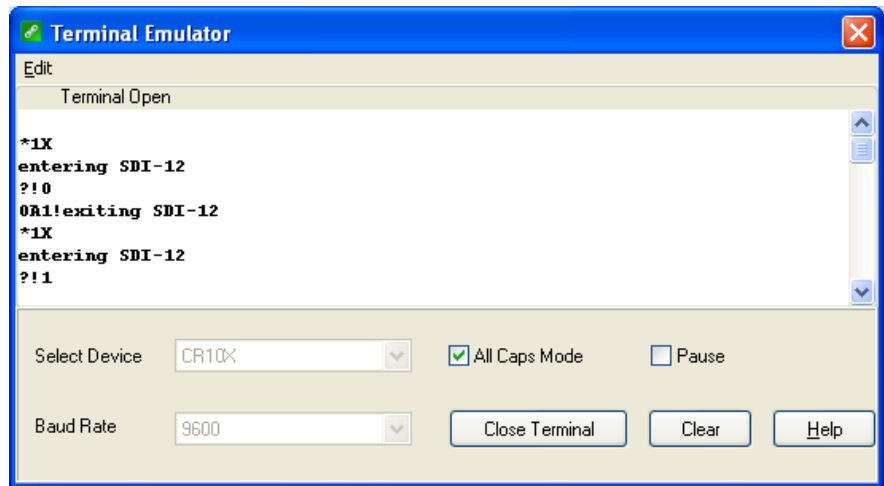 Terminal Emulator
Edit
Terminal Open
*1X
entering SDI-12
?!0
0A1!exiting SDI-12
*1X
entering SDI-12
?!1
Select Device CR10X All Caps Mode Pause
Baud Rate 9600 Close Terminal Clear Help